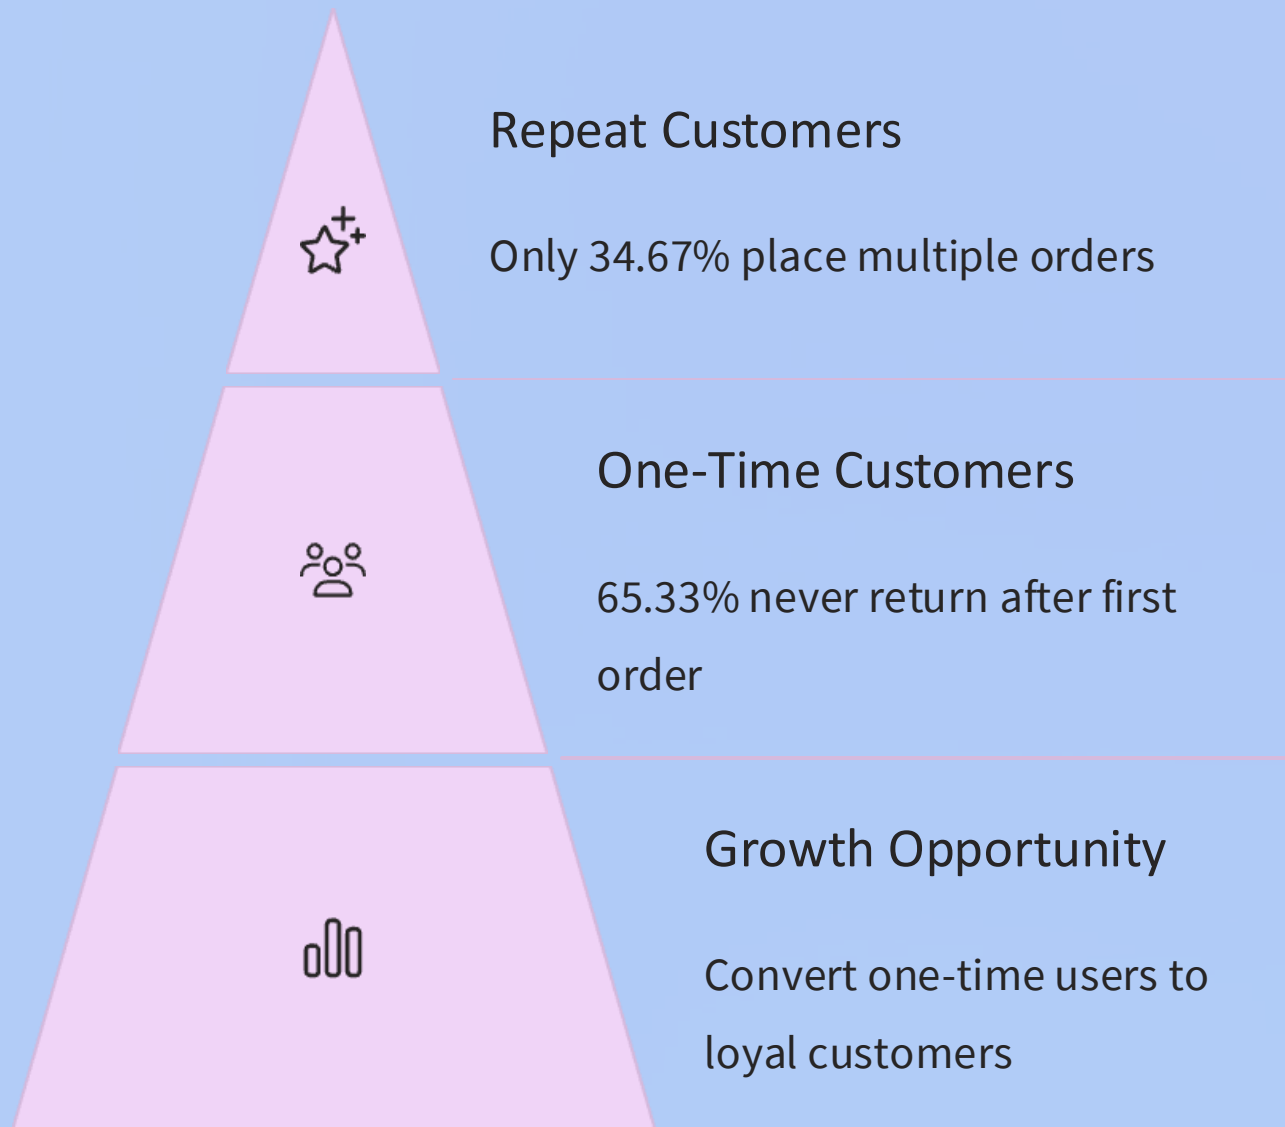 Repeat Customers
Only 34.67% place multiple orders
One-Time Customers
65.33% never return after first
order
Growth Opportunity
Convert one-time users to
loyal customers